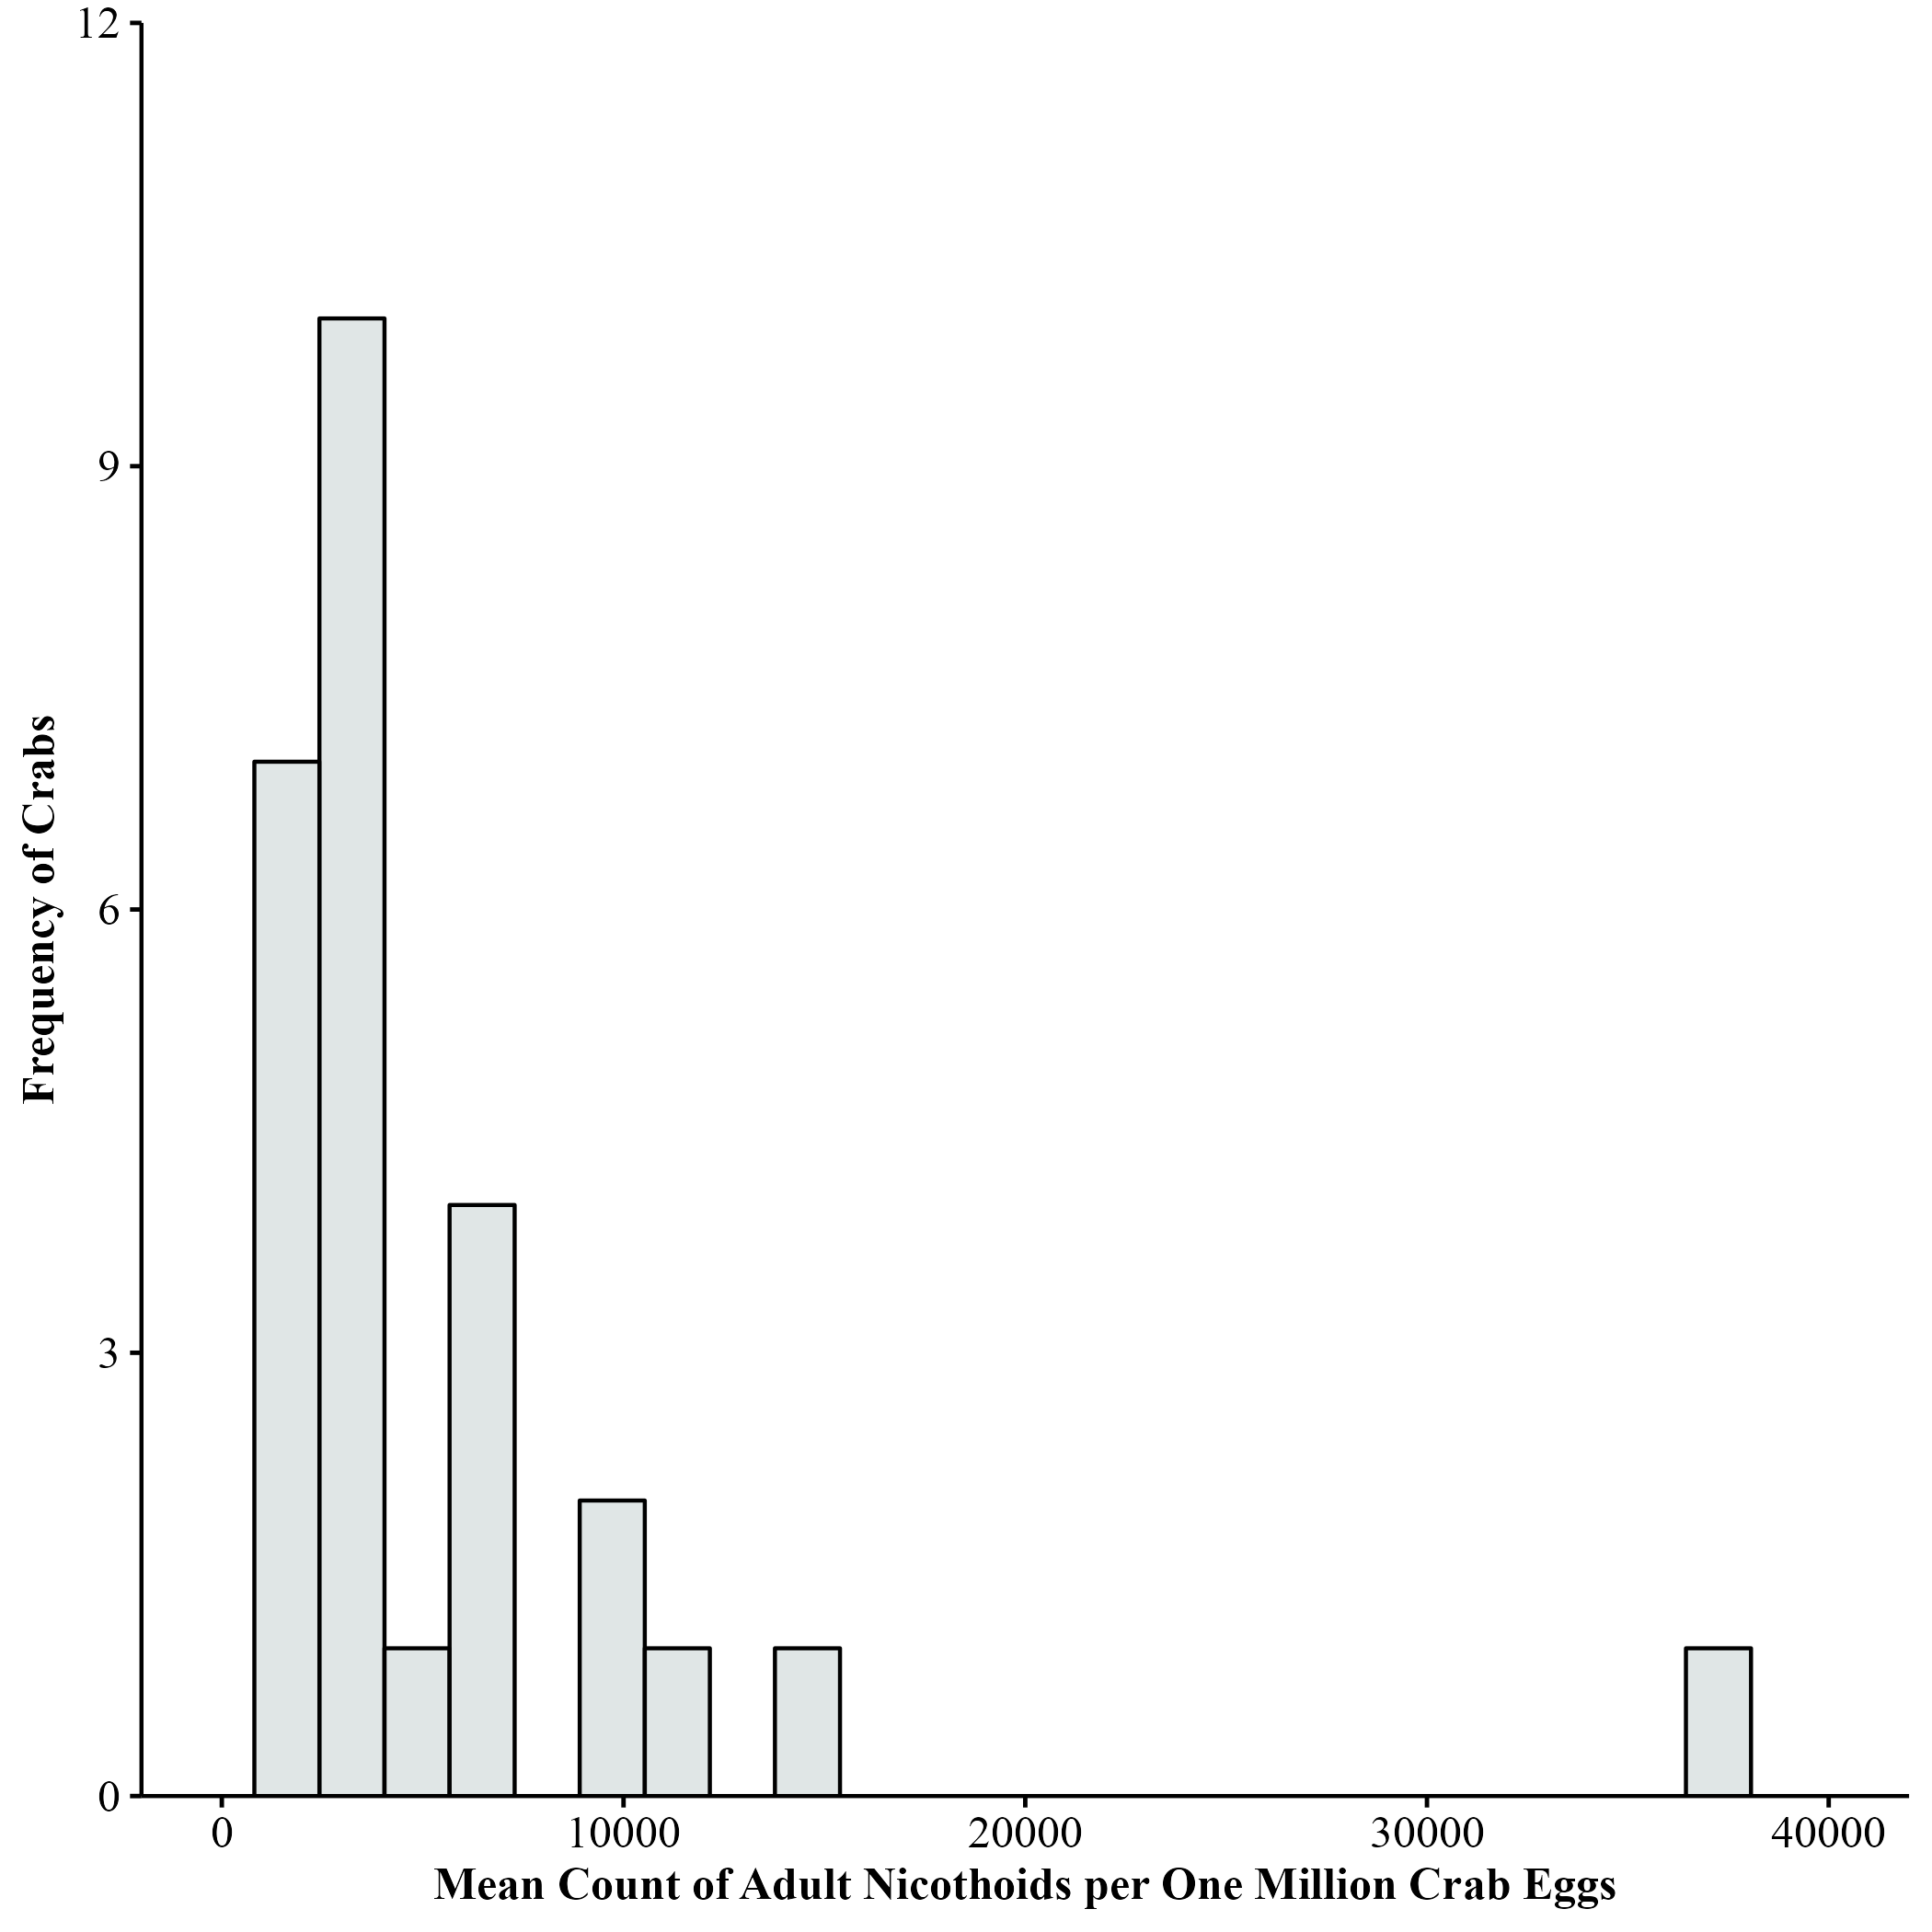 12
9
6
3
0
Frequency of Crabs
0 10000 20000 30000 40000
Mean Count of Adult Nicothoids per One Million Crab Eggs